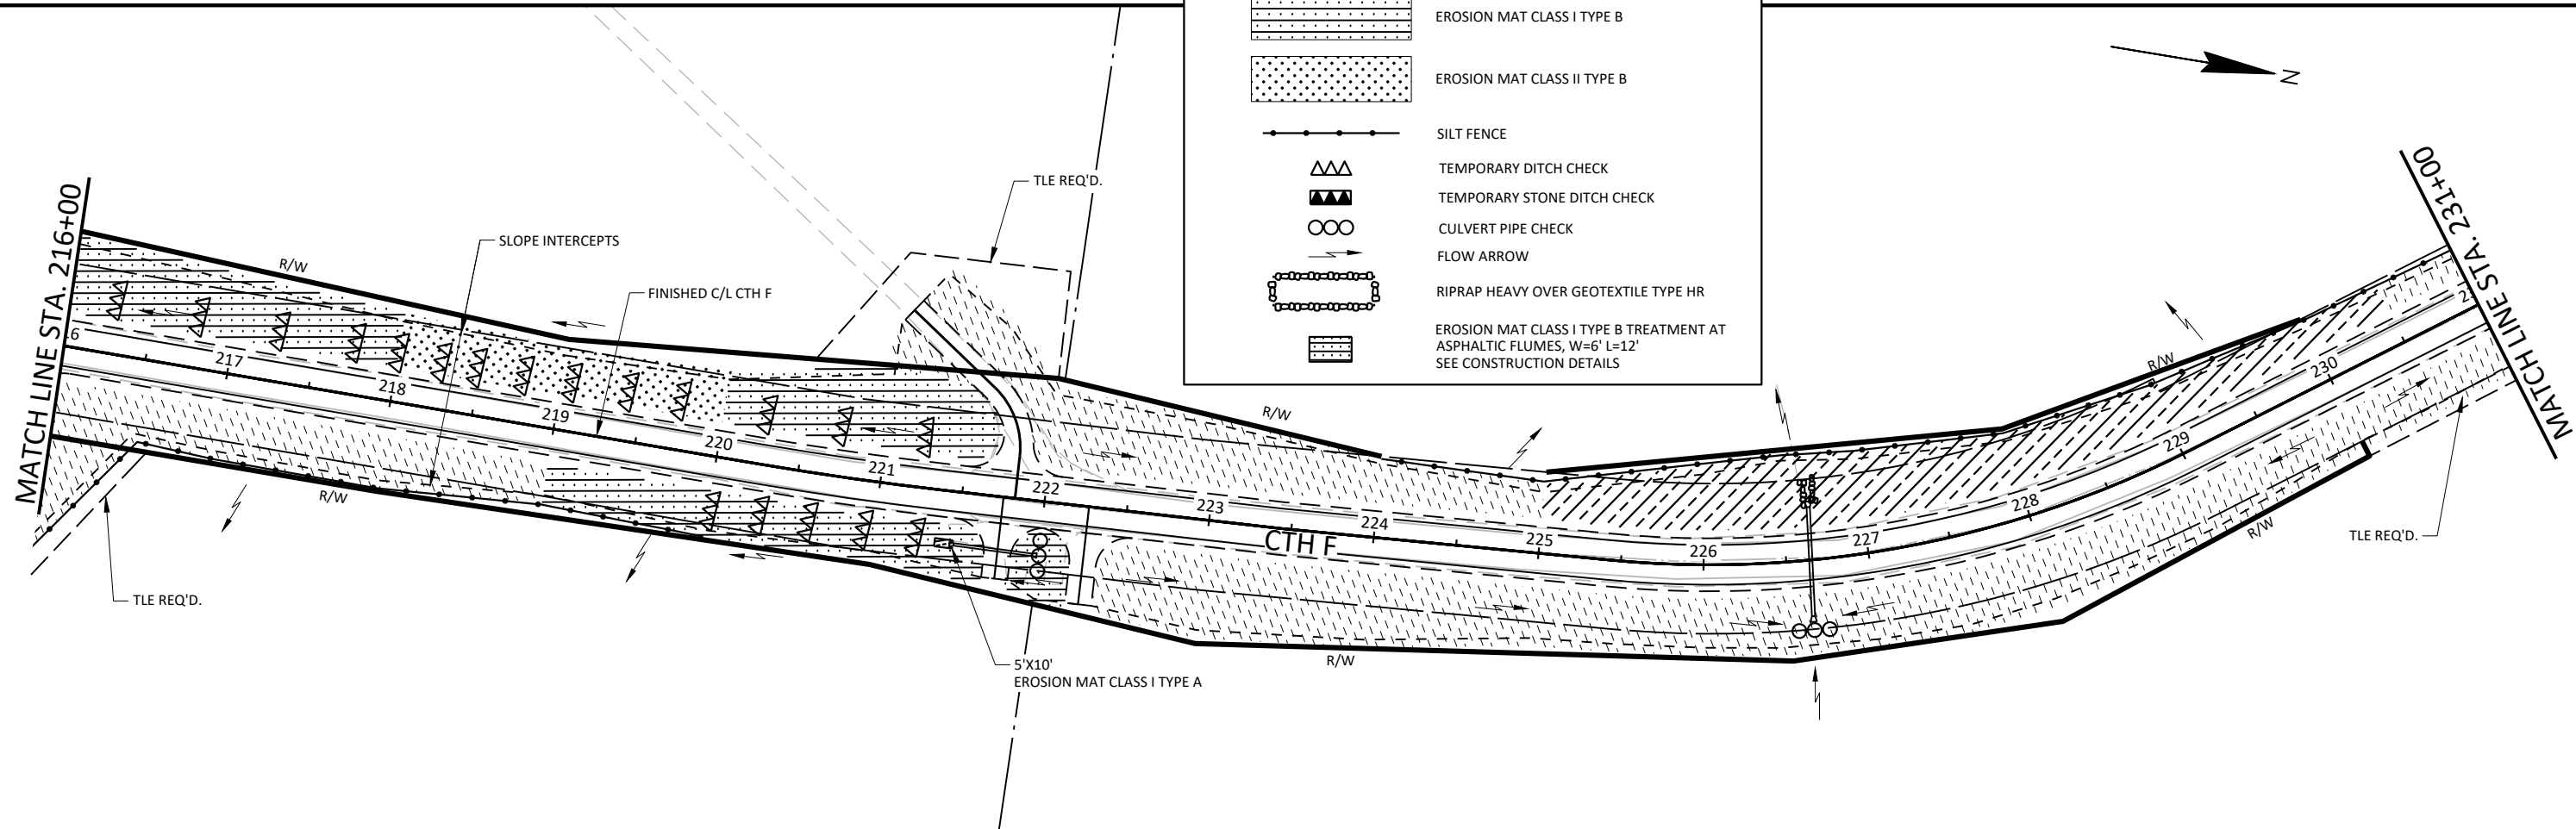 EROSION MAT CLASS I TYPE B
EROSION MAT CLASS II TYPE B
SILT FENCE
TEMPORARY DITCH CHECK
TEMPORARY STONE DITCH CHECK
CULVERT PIPE CHECK
FLOW ARROW
RIPRAP HEAVY OVER GEOTEXTILE TYPE HR
EROSION MAT CLASS I TYPE B TREATMENT AT
ASPHALTIC FLUMES, W=6' L=12'
SEE CONSTRUCTION DETAILS
N
MATCH LINE STA. 216+00
MATCH LINE STA. 231+00
TLE REQ'D.
SLOPE INTERCEPTS
FINISHED C/L CTH F
R/W
R/W
R/W
217
218
219
220
221
222
223
224
225
226
227
228
229
230
CTH F
R/W
R/W
R/W
TLE REQ'D.
TLE REQ'D.
5'X10'
EROSION MAT CLASS I TYPE A